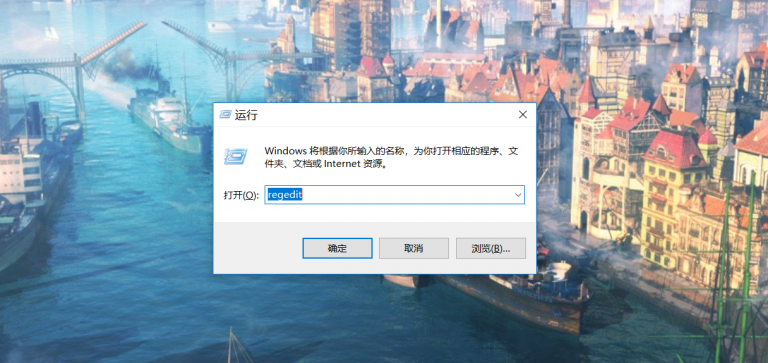 运行
Windows 将根据你所输入的名称，为你打开相应的程序、文
件夹、文档或 Internet 资源。
打开(O): regedit
确定 取消 浏览(B)...